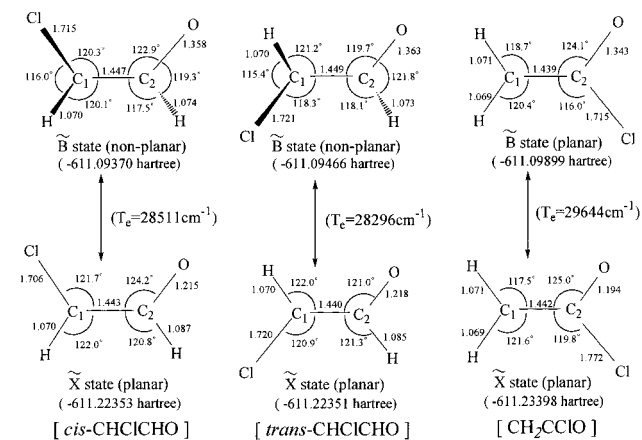 Cl
1.715
120.3°
122.9°
O
1.358
116.0°
C1
1.447
C2
119.3°
H
1.070
120.1°
117.5°
1.074
H
B̃ state (non-planar)
( -611.09370 hartree)
H
1.070
121.2°
119.7°
O
1.363
115.4°
C1
1.449
C2
121.8°
118.3°
118.1°
1.073
H
1.721
Cl
B̃ state (non-planar)
( -611.09466 hartree)
H
1.071
118.7°
124.1°
O
1.343
C1
1.439
C2
1.069
H
120.4°
116.0°
1.715
Cl
B̃ state (planar)
( -611.09899 hartree)
(Te=28511cm-1)
(Te=28296cm-1)
(Te=29644cm-1)
Cl
1.706
121.7°
124.2°
O
1.215
C1
1.443
C2
1.070
H
122.0°
120.8°
1.087
H
X̃ state (planar)
(-611.22353 hartree)
[ cis-CHClCHO ]
H
1.070
122.0°
121.0°
O
1.218
C1
1.440
C2
1.720
Cl
120.9°
121.3°
1.085
H
X̃ state (planar)
(-611.22351 hartree)
[ trans-CHClCHO ]
H
1.071
117.5°
125.0°
O
1.194
C1
1.442
C2
1.069
H
121.6°
119.8°
1.772
Cl
X̃ state (planar)
(-611.23398 hartree)
[ CH2CClO ]